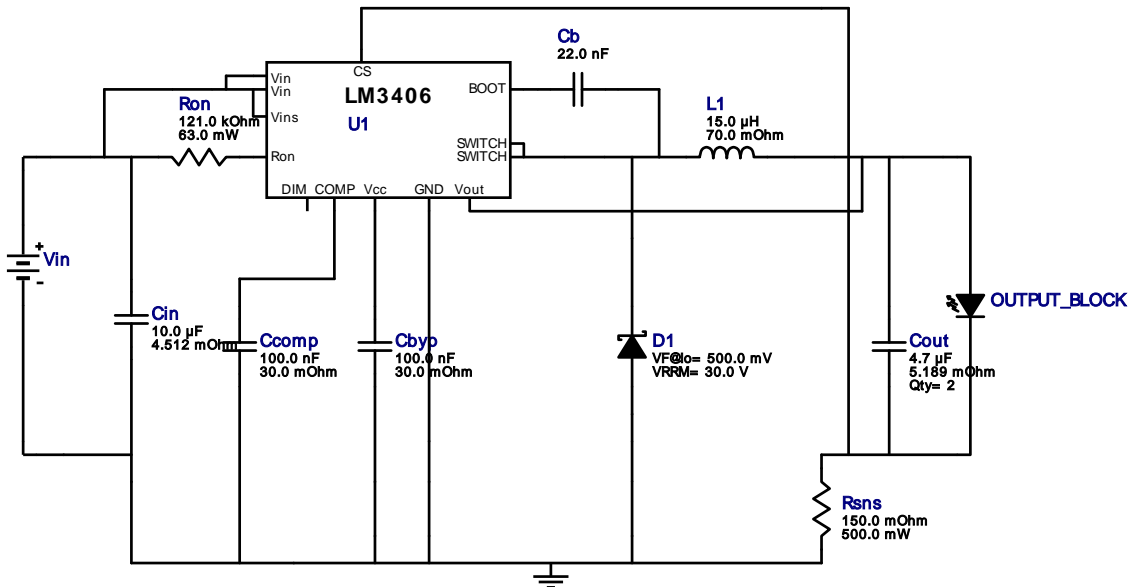 Cb
22.0 nF
CS
Vin
Vin
Vins
Ron
LM3406
U1
BOOT
SWITCH
SWITCH
DIM
COMP
Vcc
GND
Vout
Ron
121.0 kOhm
63.0 mW
L1
15.0 µH
70.0 mOhm
+
Vin
-
Cin
10.0 µF
4.512 mOhm
Ccomp
100.0 nF
30.0 mOhm
Cbyp
100.0 nF
30.0 mOhm
D1
VF@Io= 500.0 mV
VRRM= 30.0 V
Cout
4.7 µF
5.189 mOhm
Qty= 2
OUTPUT_BLOCK
Rsns
150.0 mOhm
500.0 mW